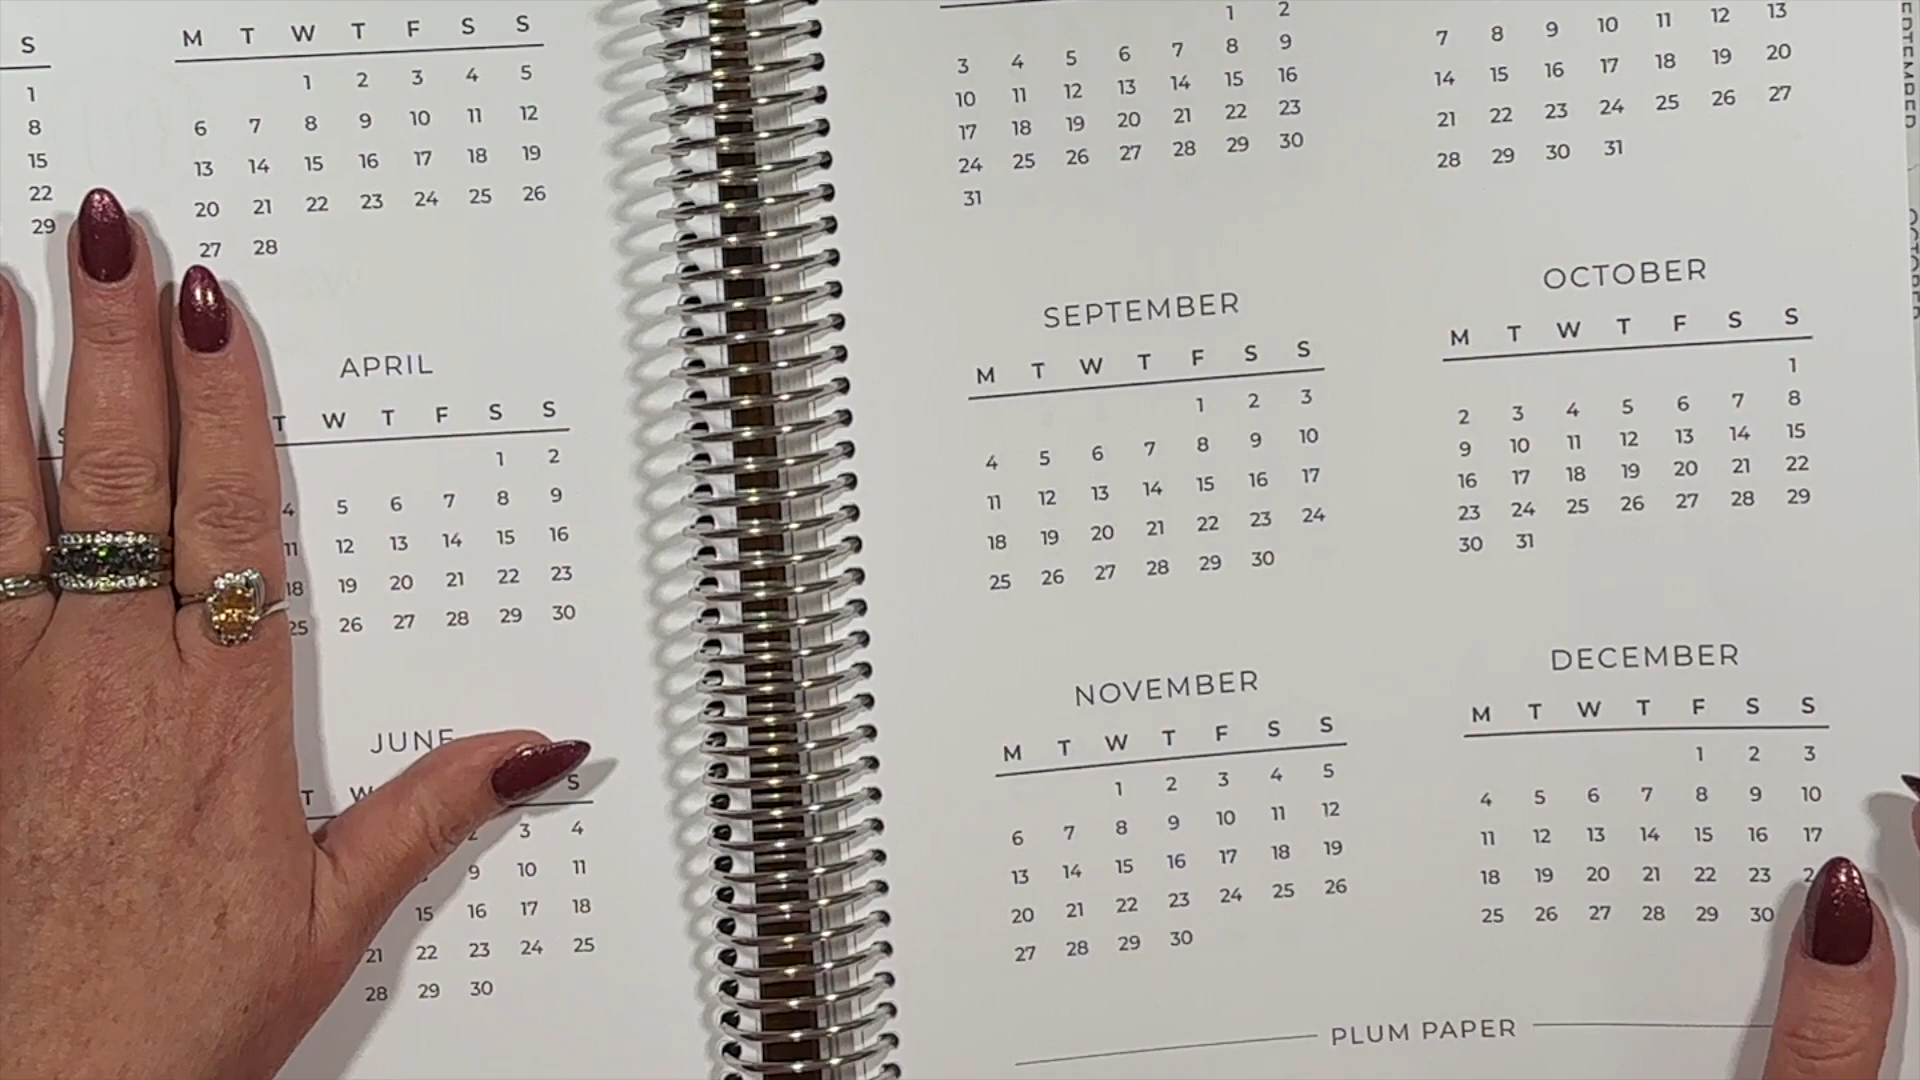 S
1
8
15
22
29
M T W T F S S
1 2 3 4 5
6 7 8 9 10 11 12
13 14 15 16 17 18 19
20 21 22 23 24 25 26
27 28
APRIL
T W T F S S
1 2
4 5 6 7 8 9
11 12 13 14 15 16
18 19 20 21 22 23
25 26 27 28 29 30
JUNE
T W S
2 3 4
9 10 11
15 16 17 18
21 22 23 24 25
28 29 30
1 2
3 4 5 6 7 8 9
10 11 12 13 14 15 16
17 18 19 20 21 22 23
24 25 26 27 28 29 30
31
7 8 9 10 11 12 13
14 15 16 17 18 19 20
21 22 23 24 25 26 27
28 29 30 31
SEPTEMBER
M T W T F S S
1 2 3
4 5 6 7 8 9 10
11 12 13 14 15 16 17
18 19 20 21 22 23 24
25 26 27 28 29 30
OCTOBER
M T W T F S S
1
2 3 4 5 6 7 8
9 10 11 12 13 14 15
16 17 18 19 20 21 22
23 24 25 26 27 28 29
30 31
NOVEMBER
M T W T F S S
1 2 3 4 5
6 7 8 9 10 11 12
13 14 15 16 17 18 19
20 21 22 23 24 25 26
27 28 29 30
DECEMBER
M T W T F S S
1 2 3
4 5 6 7 8 9 10
11 12 13 14 15 16 17
18 19 20 21 22 23
25 26 27 28 29 30
PLUM PAPER